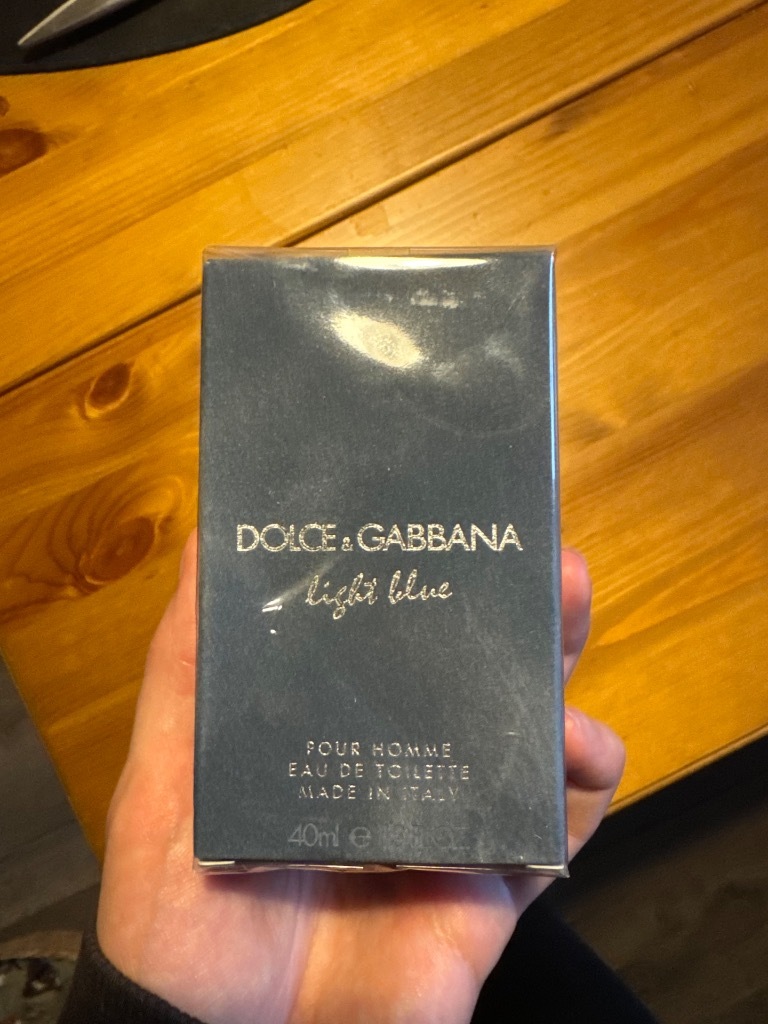 DOLCE & GABBANA
light blue
POUR HOMME
EAU DE TOILETTE
MADE IN ITALY
40ml ℮